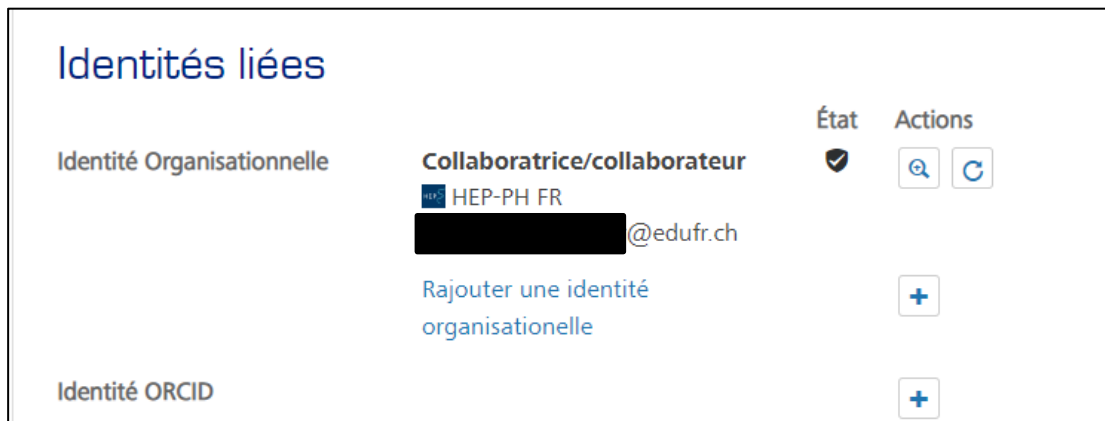 Identités liées
État Actions
Identité Organisationnelle Collaboratrice/collaborateur
HEP HEP-PH FR
@edufr.ch
Rajouter une identité
organisationelle
Identité ORCID